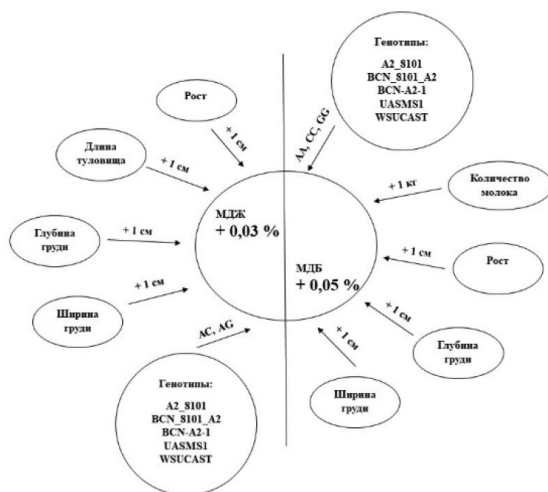 Генотипы:
A2_8101
BCN_8101_A2
BCN-A2-1
UASMS1
WSUCAST
AA, CC, GG
Рост
+ 1 см
Длина
туловища
+ 1 см
Глубина
груди
+ 1 см
Ширина
груди
+ 1 см
МДЖ
+ 0,03 %
МДБ
+ 0,05 %
Количество
молока
+ 1 кг
Рост
+ 1 см
Глубина
груди
+ 1 см
Ширина
груди
+ 1 см
AC, AG
Генотипы:
A2_8101
BCN_8101_A2
BCN-A2-1
UASMS1
WSUCAST